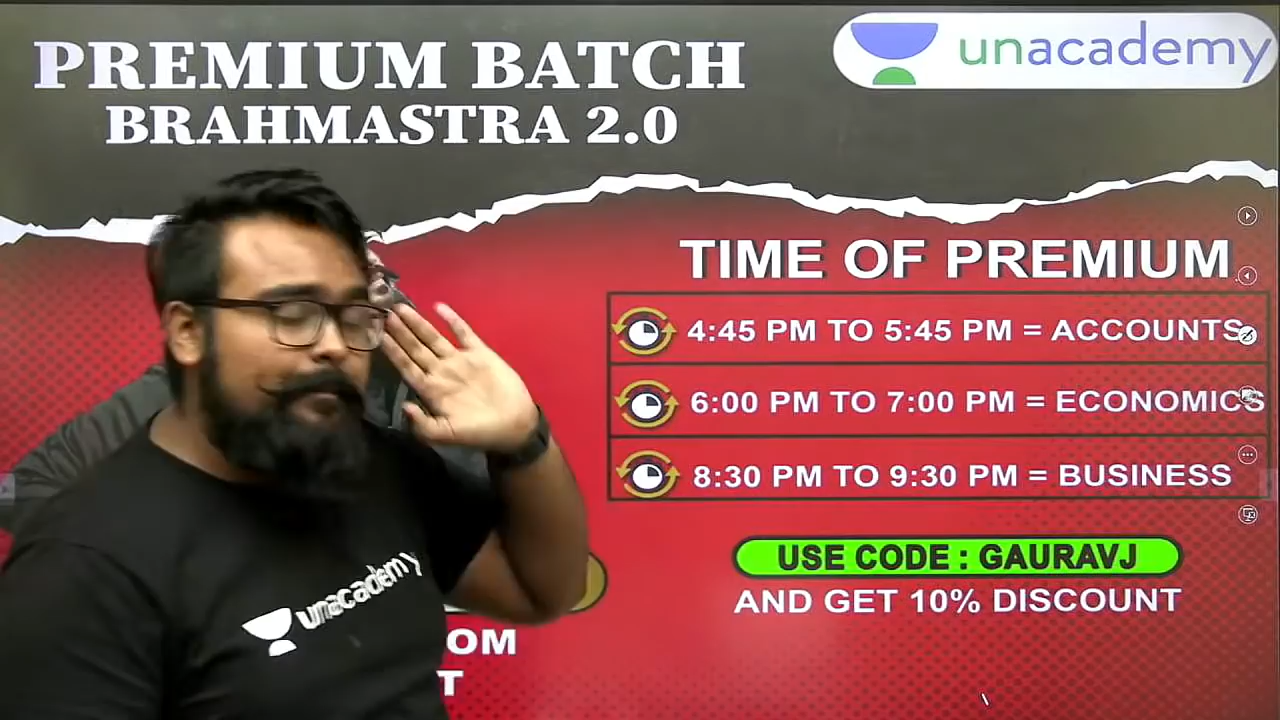 PREMIUM BATCH
BRAHMASTRA 2.0
unacademy
TIME OF PREMIUM
4:45 PM TO 5:45 PM = ACCOUNTS
6:00 PM TO 7:00 PM = ECONOMICS
8:30 PM TO 9:30 PM = BUSINESS
USE CODE : GAURAVJ
AND GET 10% DISCOUNT
unacademy
OM
T